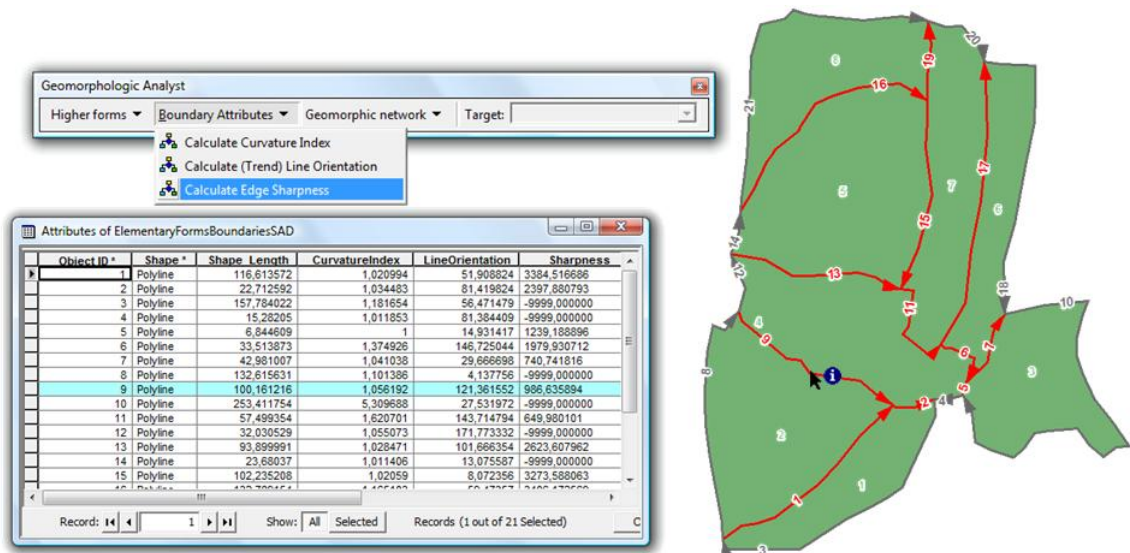 Geomorphologic Analyst
Higher forms Boundary Attributes Geomorphic network Target:
Calculate Curvature Index
Calculate (Trend) Line Orientation
Calculate Edge Sharpness
Attributes of ElementaryFormsBoundariesSAD
Object ID * Shape * Shape_Length CurvatureIndex LineOrientation Sharpness
1 Polyline 116,613572 1,020994 51,908824 3384,516686
2 Polyline 22,712592 1,034483 81,419824 2397,880793
3 Polyline 157,784022 1,181654 56,471479 -9999,000000
4 Polyline 15,28205 1,011853 81,384409 -9999,000000
5 Polyline 6,844609 1 14,931417 1239,188896
6 Polyline 33,513873 1,374926 146,725044 1979,930712
7 Polyline 42,981007 1,041038 29,666698 740,741816
8 Polyline 132,615631 1,101386 4,137756 -9999,000000
9 Polyline 100,161216 1,056192 121,361552 986,635894
10 Polyline 253,411754 5,309688 27,531972 -9999,000000
11 Polyline 57,499354 1,620701 143,714794 649,980101
12 Polyline 32,030529 1,055073 171,773332 -9999,000000
13 Polyline 93,899991 1,028471 101,666354 2623,607962
14 Polyline 23,68037 1,011406 13,075587 -9999,000000
15 Polyline 102,235208 1,02059 8,072356 3273,588063
Record: 1 Show: All Selected Records (1 out of 21 Selected)
20
19
8
16
21
17
5
7
6
15
14
12
13
18
10
11
4
9
6
7
8
3
5
2
4
2
1
1
3